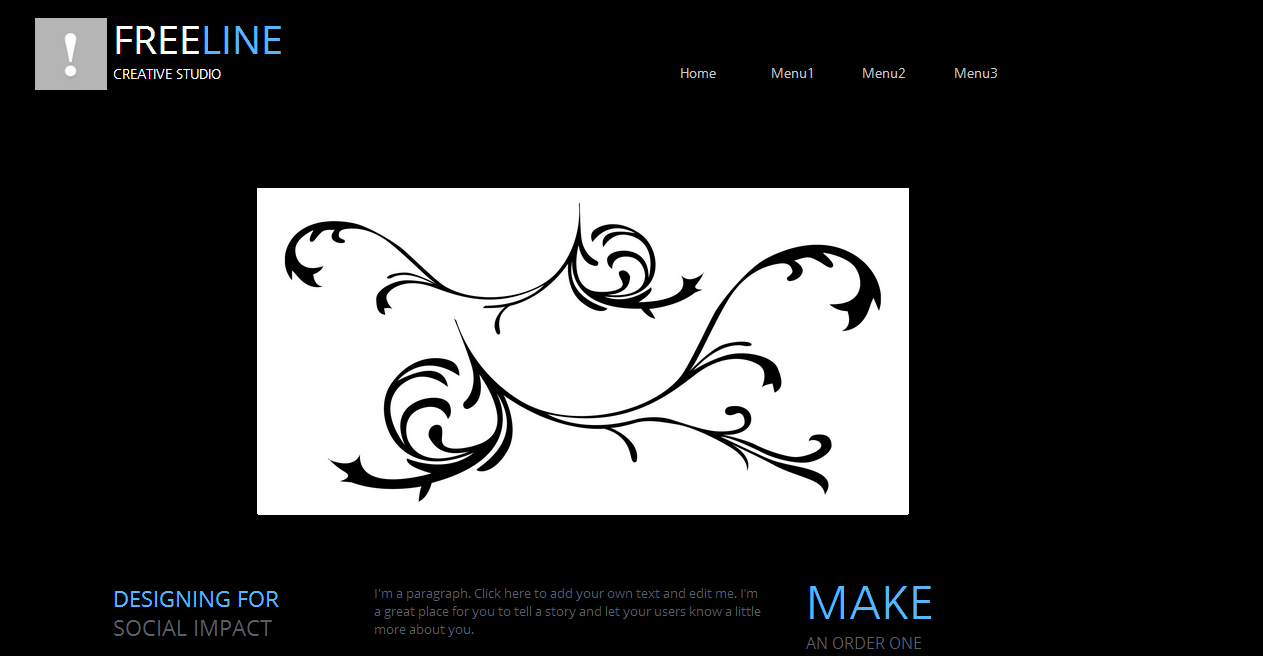 !
FREELINE
CREATIVE STUDIO
Home Menu1 Menu2 Menu3
DESIGNING FOR
SOCIAL IMPACT
I'm a paragraph. Click here to add your own text and edit me. I'm
a great place for you to tell a story and let your users know a little
more about you.
MAKE
AN ORDER ONE